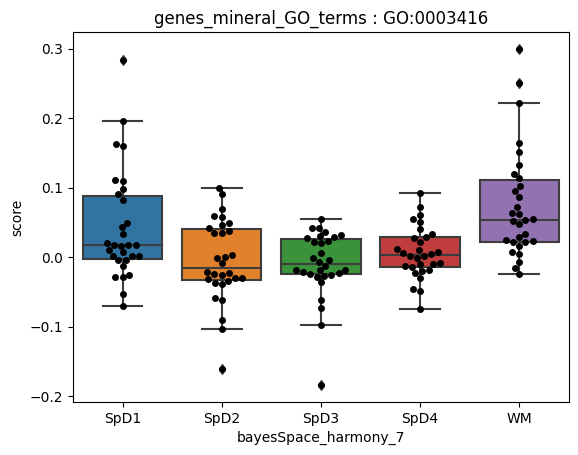 genes_mineral_GO_terms : GO:0003416
0.3
0.2
0.1
0.0
−0.1
−0.2
score
SpD1 SpD2 SpD3 SpD4 WM
bayesSpace_harmony_7